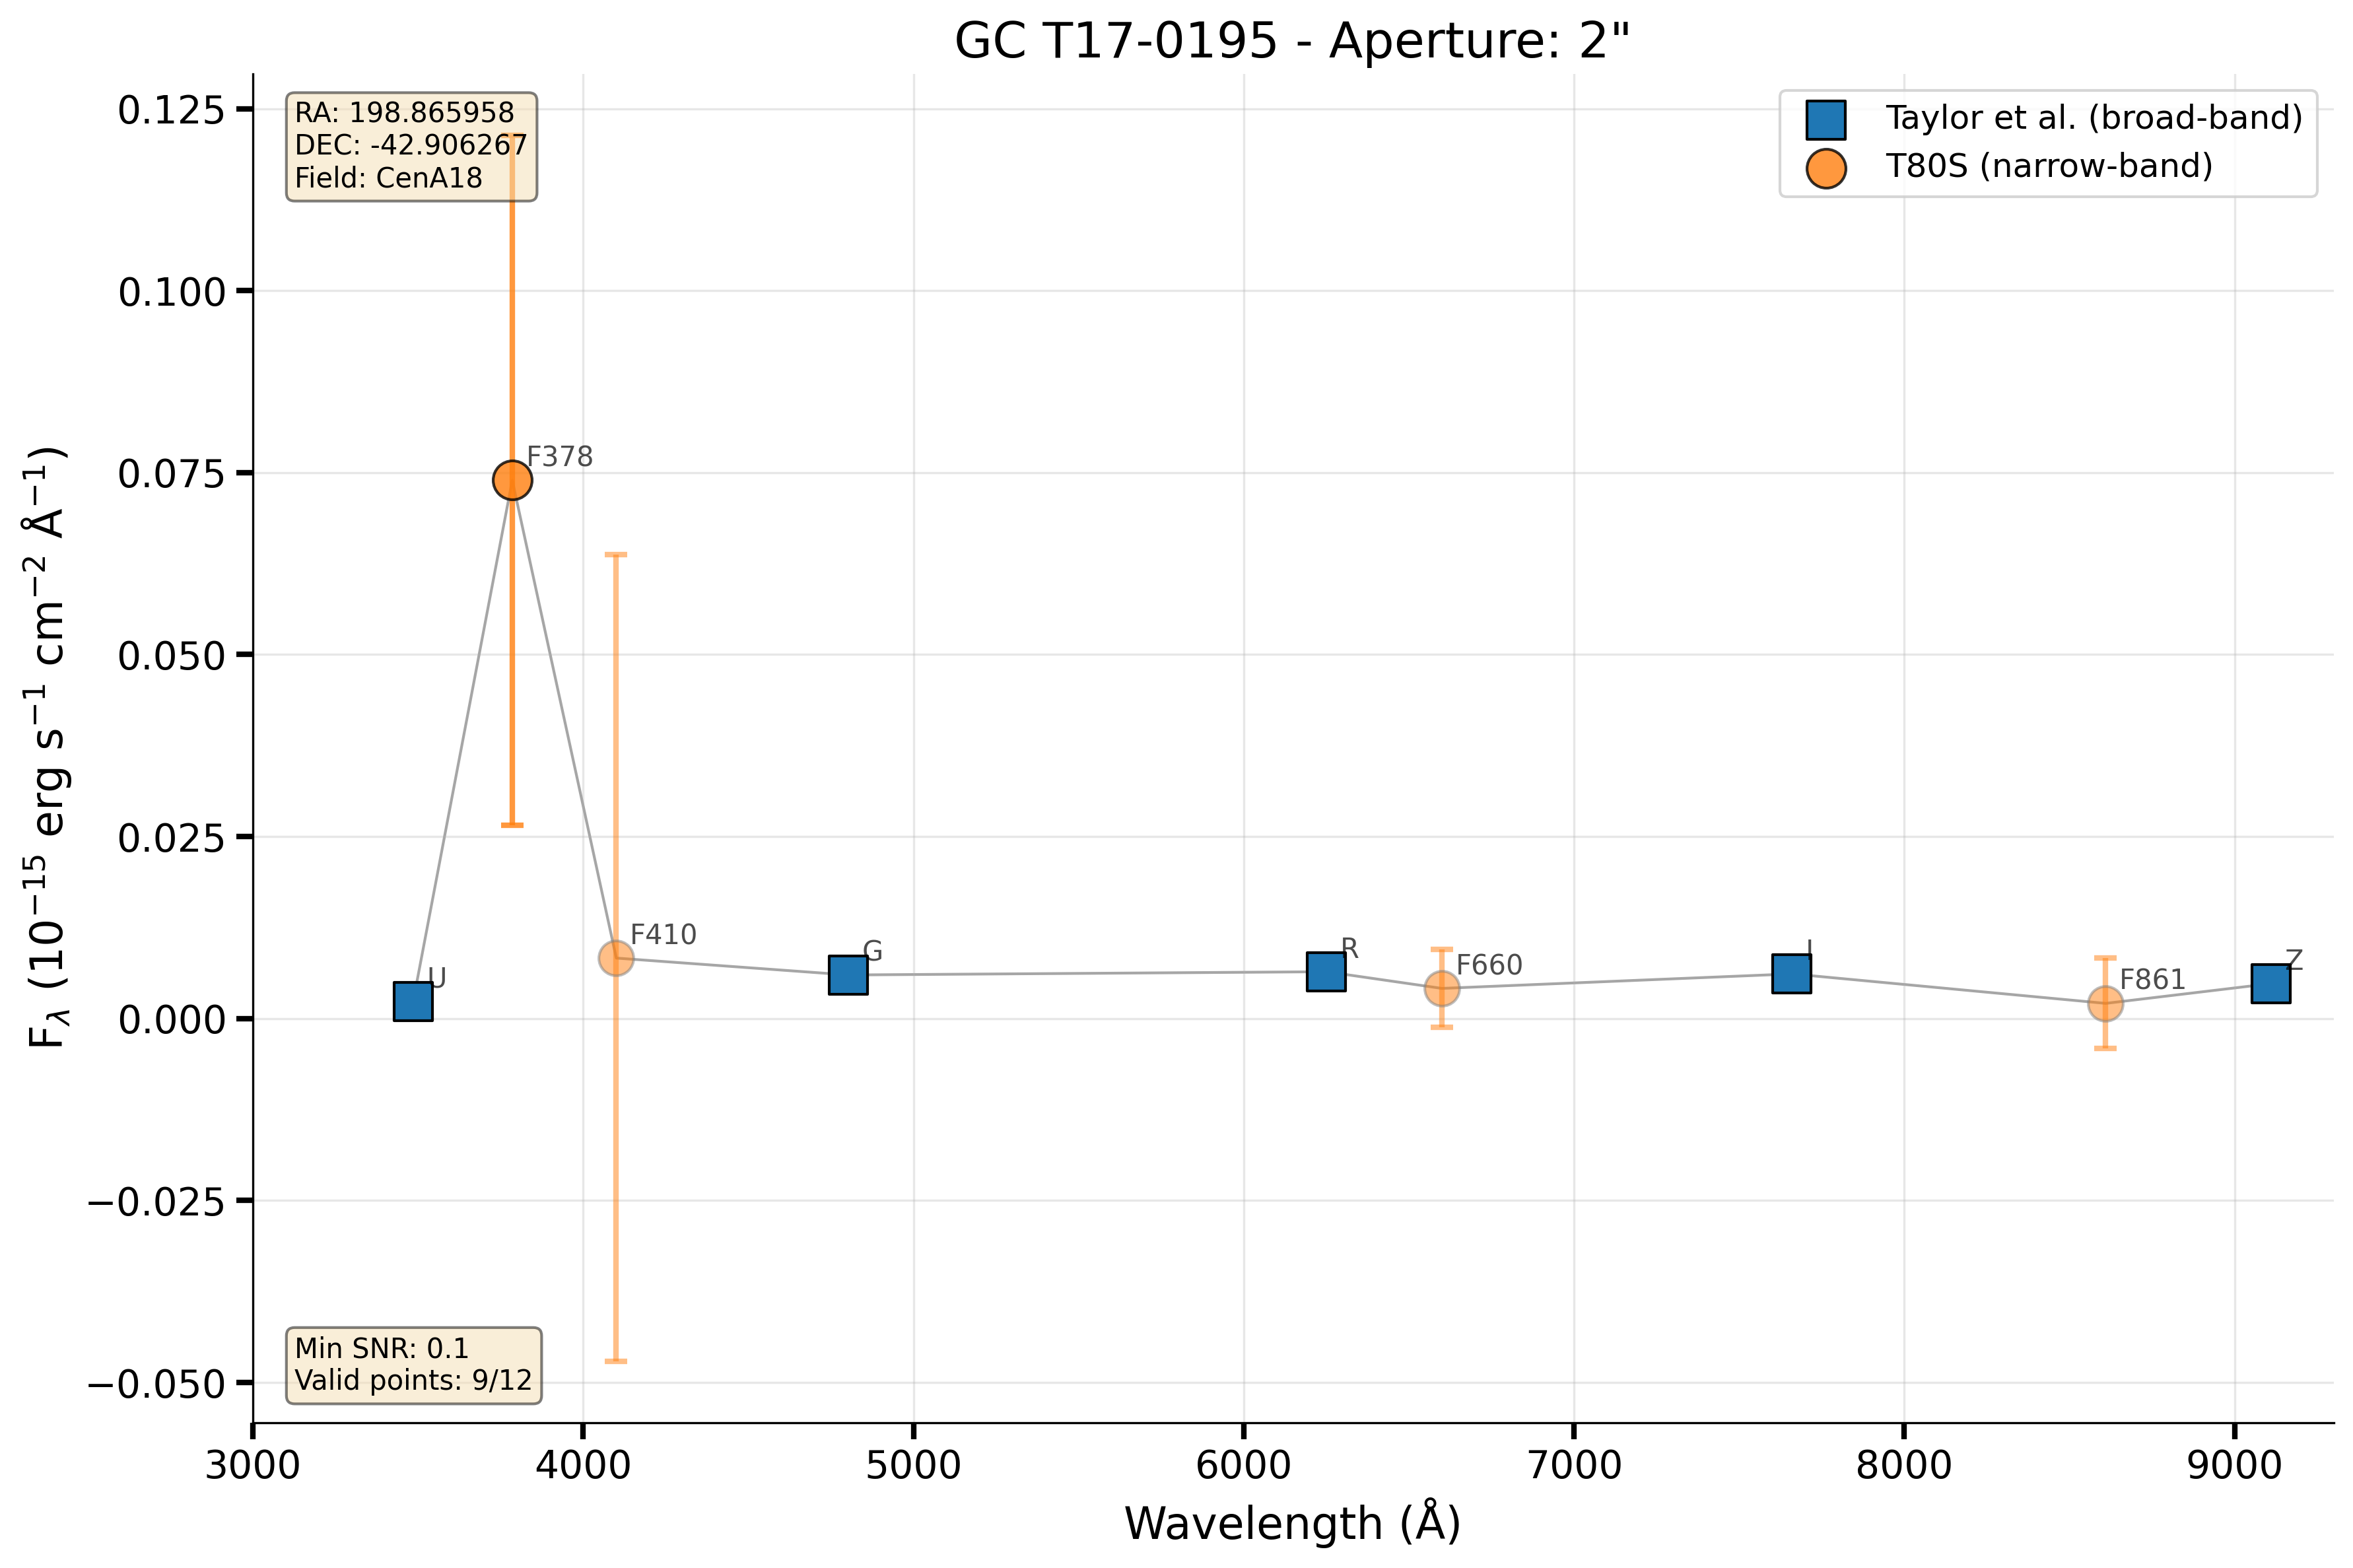 GC T17-0195 - Aperture: 2"
RA: 198.865958
DEC: -42.906267
Field: CenA18
Taylor et al. (broad-band)
T80S (narrow-band)
0.125
0.100
0.075
0.050
0.025
0.000
−0.025
−0.050
F378
F410
U
G
R
F660
I
F861
Z
Min SNR: 0.1
Valid points: 9/12
3000 4000 5000 6000 7000 8000 9000
Wavelength (Å)
F_λ (10⁻¹⁵ erg s⁻¹ cm⁻² Å⁻¹)